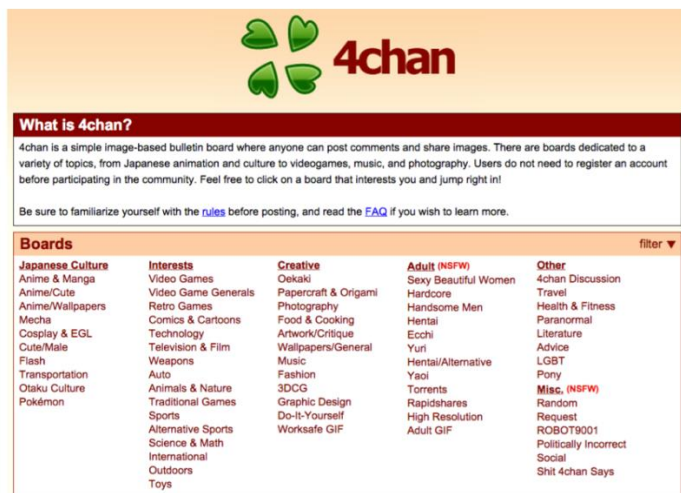 4chan
What is 4chan?
4chan is a simple image-based bulletin board where anyone can post comments and share images. There are boards dedicated to a
variety of topics, from Japanese animation and culture to videogames, music, and photography. Users do not need to register an account
before participating in the community. Feel free to click on a board that interests you and jump right in!
Be sure to familiarize yourself with the rules before posting, and read the FAQ if you wish to learn more.
Boards
filter ▼
Japanese Culture
Anime & Manga
Anime/Cute
Anime/Wallpapers
Mecha
Cosplay & EGL
Cute/Male
Flash
Transportation
Otaku Culture
Pokémon
Interests
Video Games
Video Game Generals
Retro Games
Comics & Cartoons
Technology
Television & Film
Weapons
Auto
Animals & Nature
Traditional Games
Sports
Alternative Sports
Science & Math
International
Outdoors
Toys
Creative
Oekaki
Papercraft & Origami
Photography
Food & Cooking
Artwork/Critique
Wallpapers/General
Music
Fashion
3DCG
Graphic Design
Do-It-Yourself
Worksafe GIF
Adult (NSFW)
Sexy Beautiful Women
Hardcore
Handsome Men
Hentai
Ecchi
Yuri
Hentai/Alternative
Yaoi
Torrents
Rapidshares
High Resolution
Adult GIF
Other
4chan Discussion
Travel
Health & Fitness
Paranormal
Literature
Advice
LGBT
Pony
Misc. (NSFW)
Random
Request
ROBOT9001
Politically Incorrect
Social
Shit 4chan Says